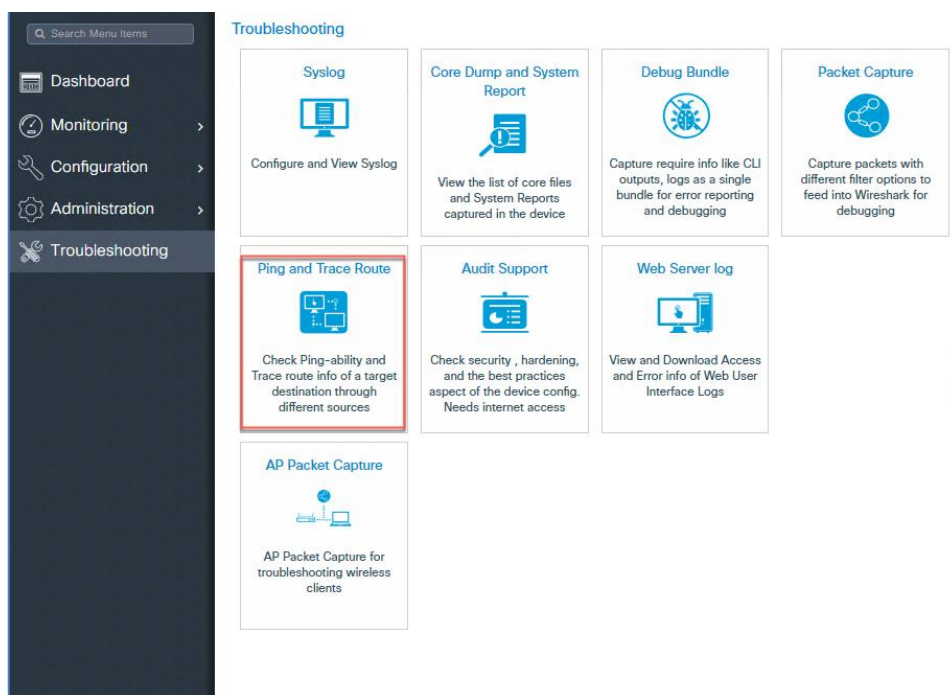 Search Menu Items
Dashboard
Monitoring
Configuration
Administration
Troubleshooting
Troubleshooting
Syslog
Configure and View Syslog
Core Dump and System
Report
View the list of core files
and System Reports
captured in the device
Debug Bundle
Capture require info like CLI
outputs, logs as a single
bundle for error reporting
and debugging
Packet Capture
Capture packets with
different filter options to
feed into Wireshark for
debugging
Ping and Trace Route
Check Ping-ability and
Trace route info of a target
destination through
different sources
Audit Support
Check security , hardening,
and the best practices
aspect of the device config.
Needs internet access
Web Server log
View and Download Access
and Error info of Web User
Interface Logs
AP Packet Capture
AP Packet Capture for
troubleshooting wireless
clients